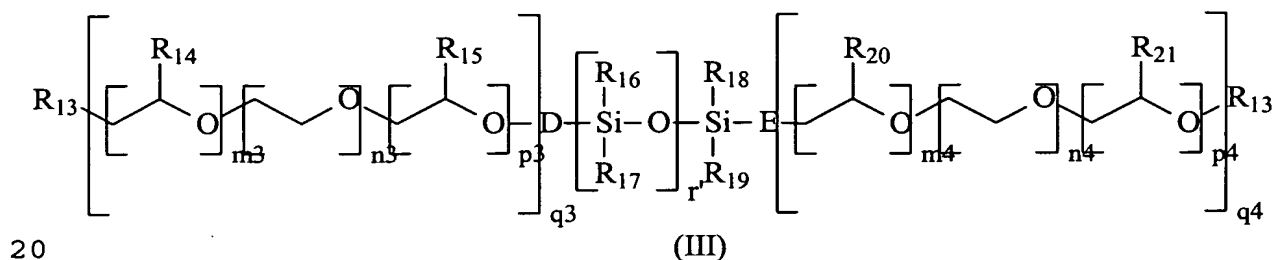 R14 R15 R16 R18 R20 R21
R13 O O O D Si O Si E O O O R13
m3 n3 p3 R17 r' R19 m4 n4 p4
q3 q4
20 (III)